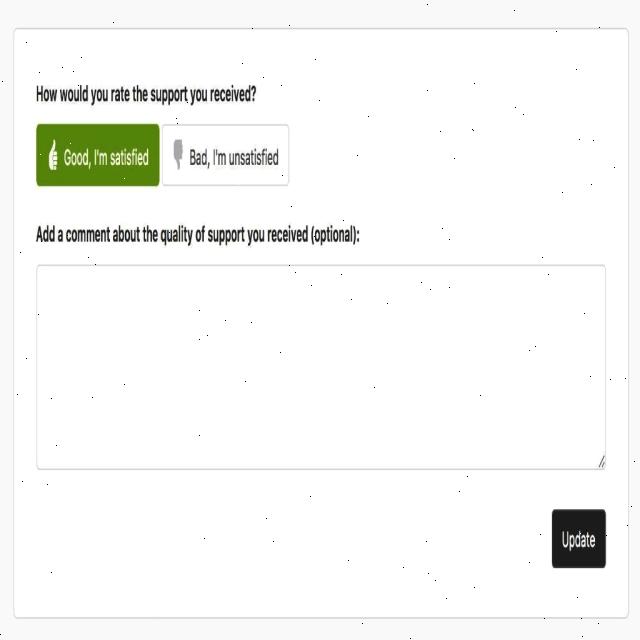 How would you rate the support you received?
Good, I'm satisfied
Bad, I'm unsatisfied
Add a comment about the quality of support you received (optional):
Update